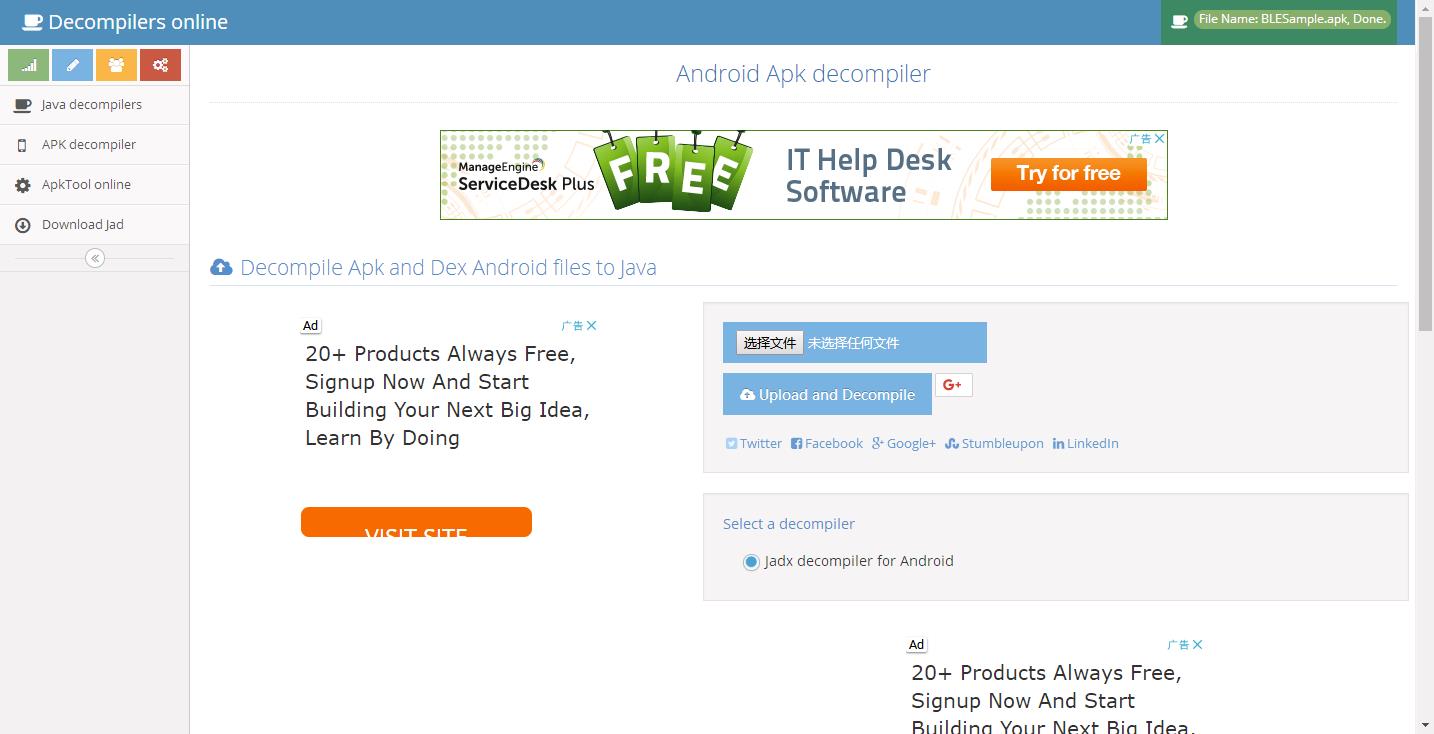 Decompilers online
File Name: BLESample.apk, Done.
Java decompilers
APK decompiler
ApkTool online
Download Jad
Android Apk decompiler
ManageEngine
ServiceDesk Plus
FREE
IT Help Desk
Software
Try for free
广告
Decompile Apk and Dex Android files to Java
Ad
广告
20+ Products Always Free,
Signup Now And Start
Building Your Next Big Idea,
Learn By Doing
VISIT SITE
选择文件 未选择任何文件
Upload and Decompile
G+
Twitter Facebook Google+ Stumbleupon LinkedIn
Select a decompiler
Jadx decompiler for Android
Ad
广告
20+ Products Always Free,
Signup Now And Start
Building Your Next Big Idea,